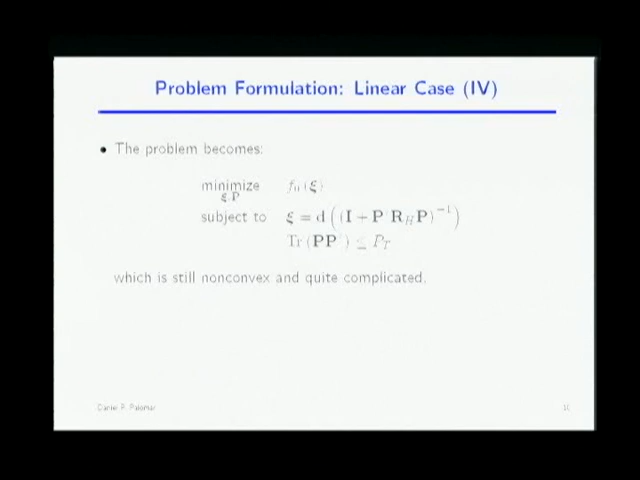 Problem Formulation: Linear Case (IV)
• The problem becomes:
minimize f₀(ξ)
ξ,P
subject to ξ = d((I + P R_H P)⁻¹)
Tr(PP ) ≤ P_T
which is still nonconvex and quite complicated.
Daniel P. Palomar